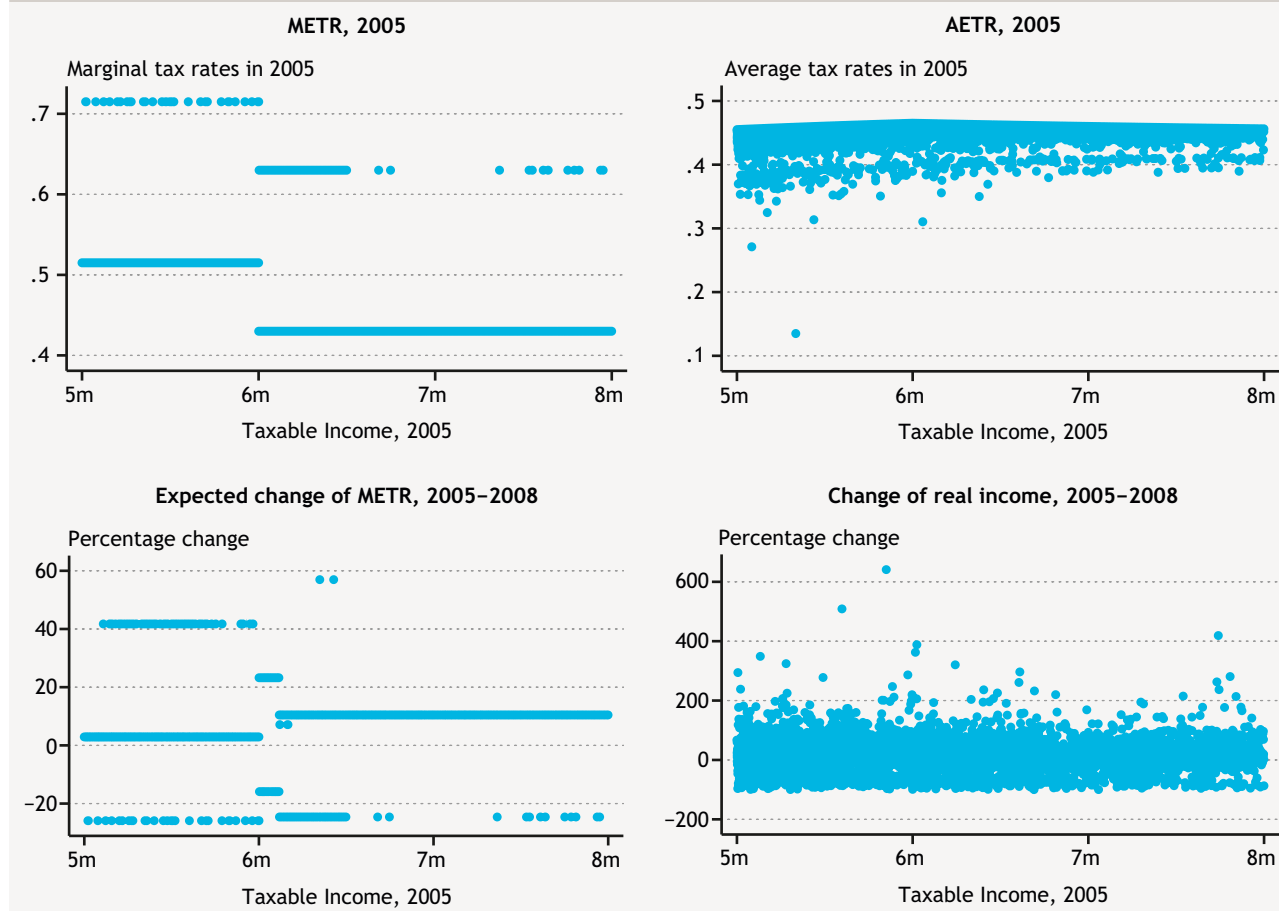 METR, 2005
Marginal tax rates in 2005
.7
.6
.5
.4
5m 6m 7m 8m
Taxable Income, 2005
AETR, 2005
Average tax rates in 2005
.5
.4
.3
.2
.1
5m 6m 7m 8m
Taxable Income, 2005
Expected change of METR, 2005–2008
Percentage change
60
40
20
0
−20
5m 6m 7m 8m
Taxable Income, 2005
Change of real income, 2005–2008
Percentage change
600
400
200
0
−200
5m 6m 7m 8m
Taxable Income, 2005